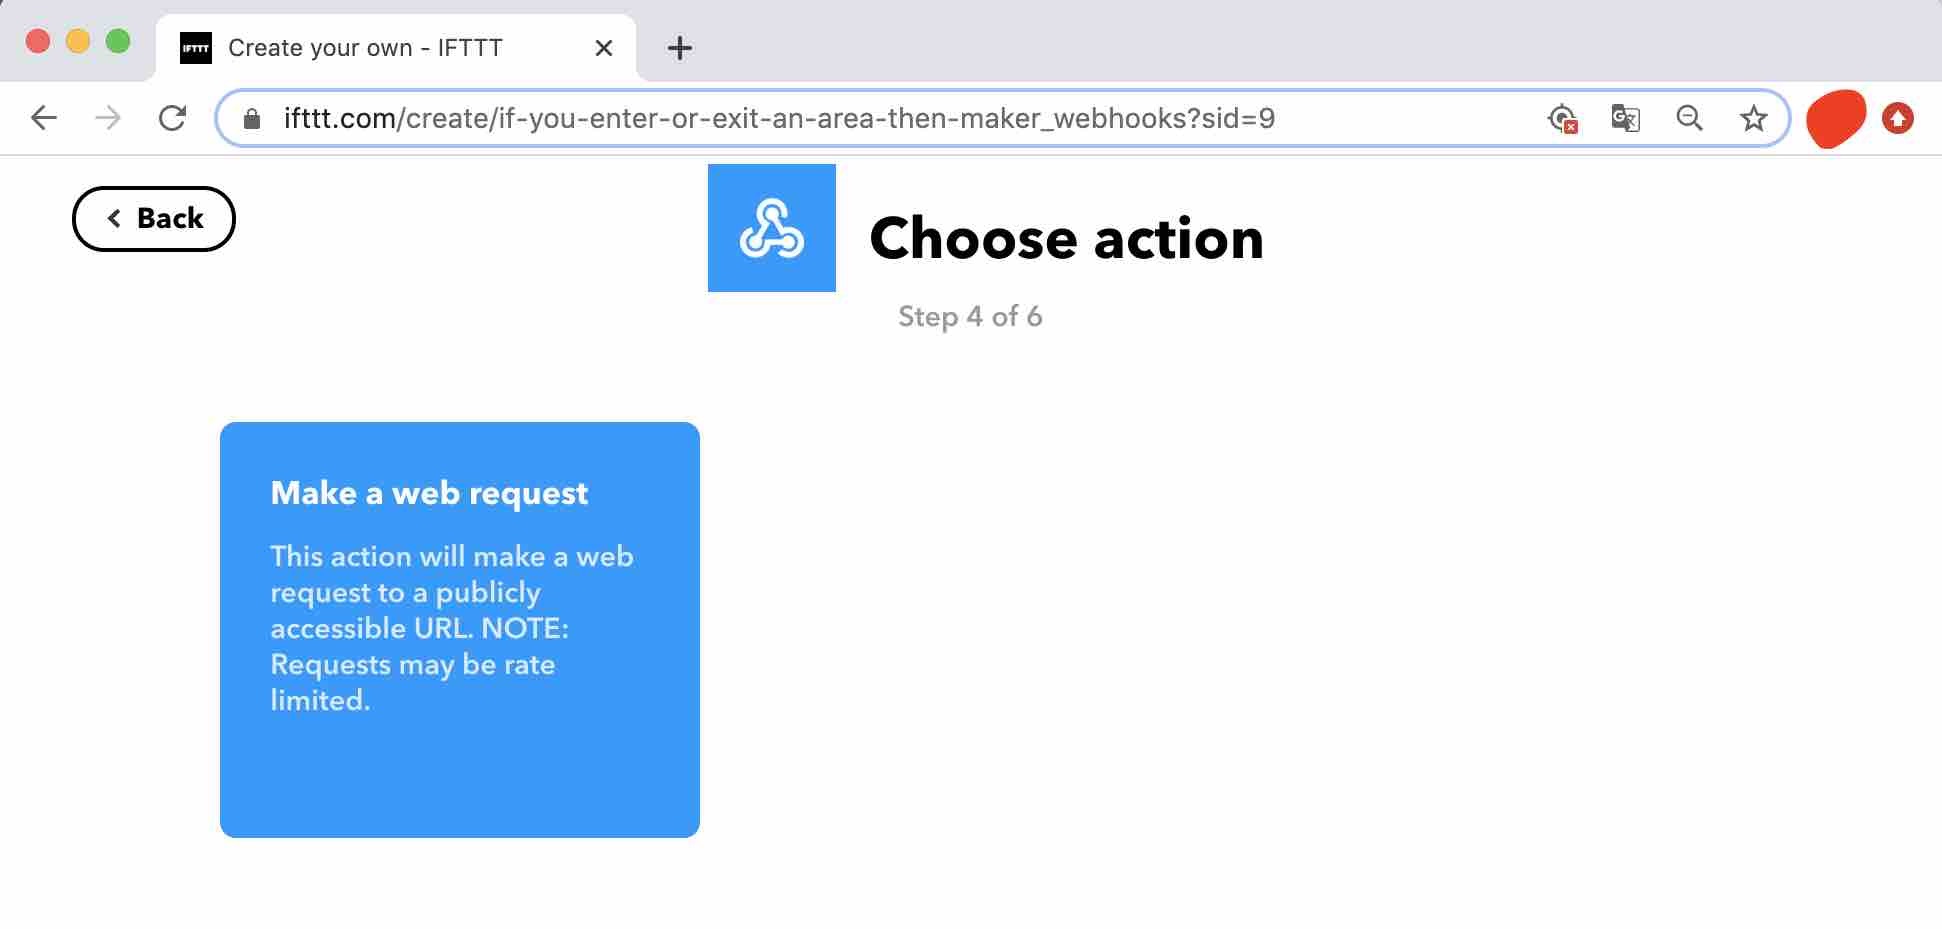 IFTTT Create your own - IFTTT
ifttt.com/create/if-you-enter-or-exit-an-area-then-maker_webhooks?sid=9
Back
Choose action
Step 4 of 6
Make a web request
This action will make a web
request to a publicly
accessible URL. NOTE:
Requests may be rate
limited.